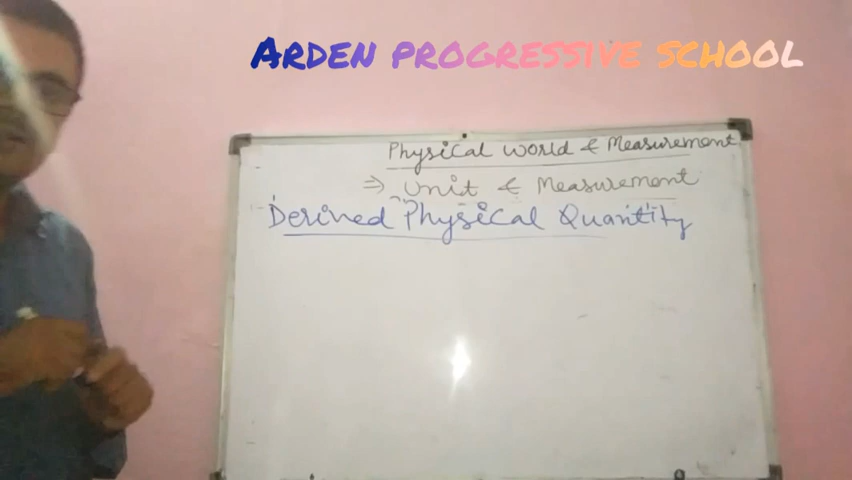 ARDEN PROGRESSIVE SCHOOL
Physical World & Measurement
⇒ Unit & Measurement
Derived Physical Quantity